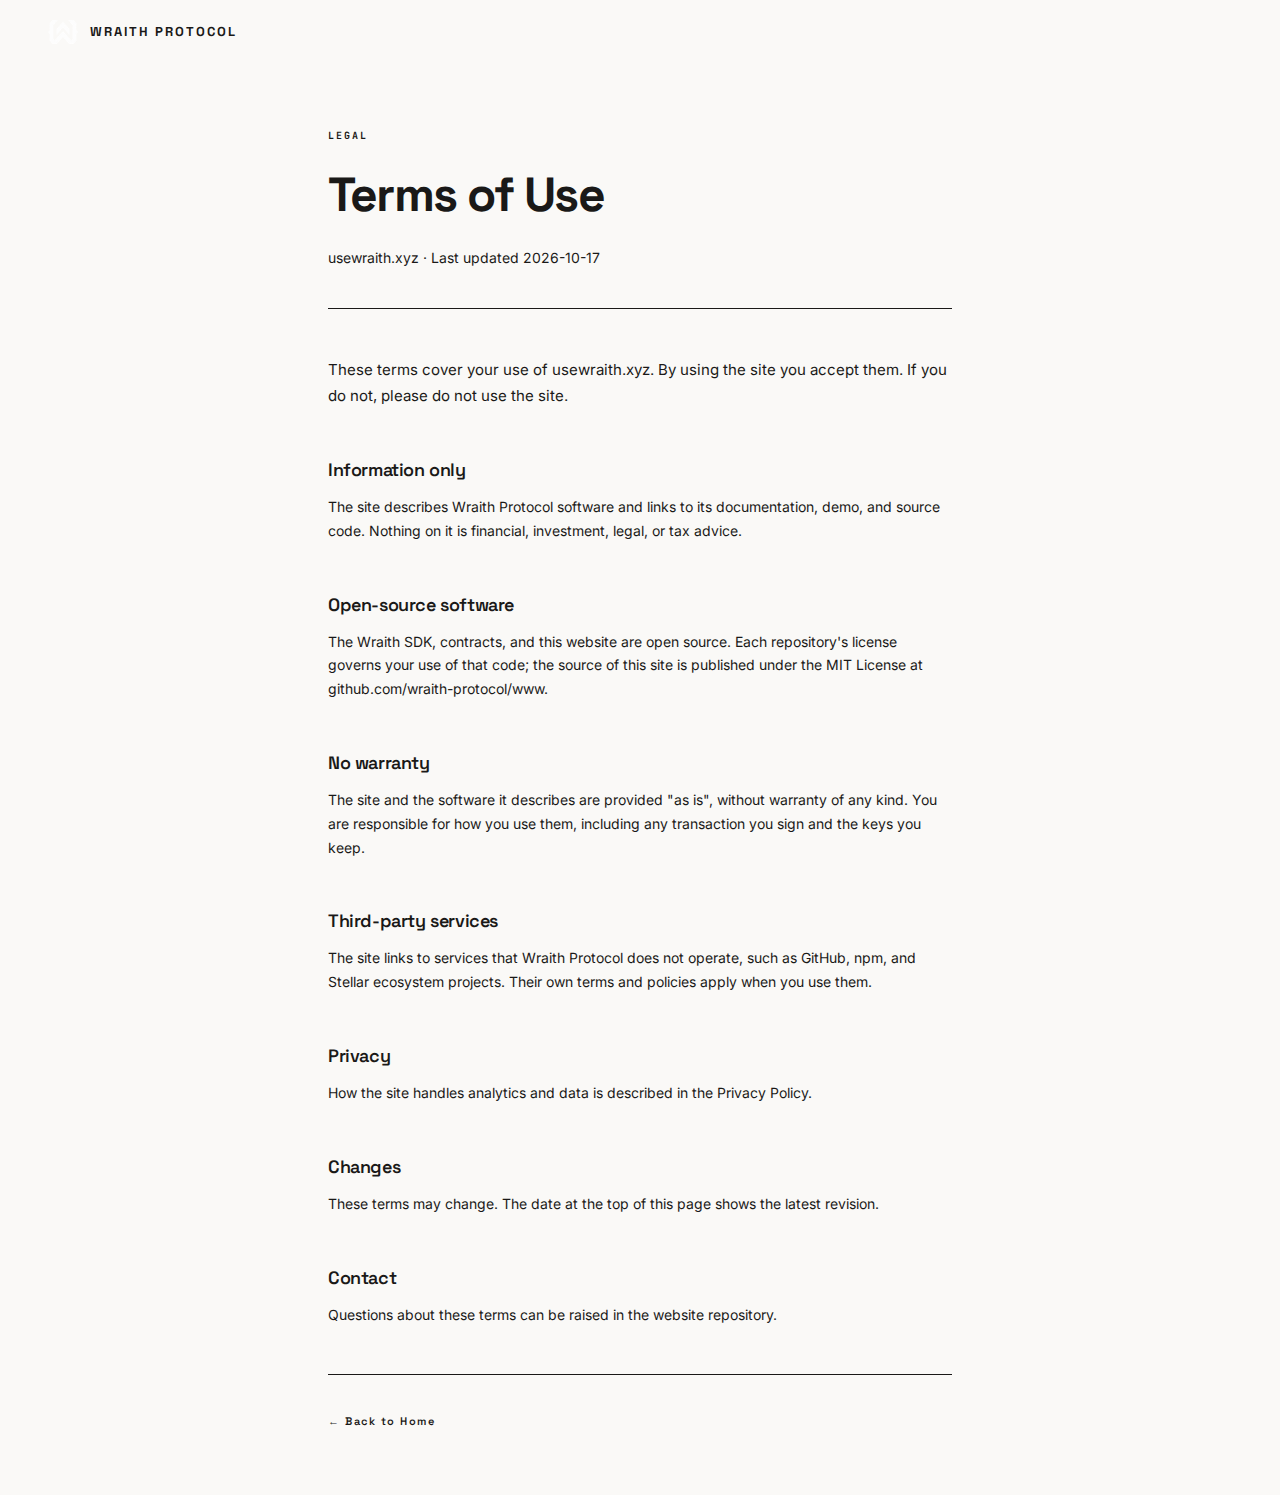 WRAITH PROTOCOL
LEGAL
Terms of Use
usewraith.xyz · Last updated 2026-10-17
These terms cover your use of usewraith.xyz. By using the site you accept them. If you
do not, please do not use the site.
Information only
The site describes Wraith Protocol software and links to its documentation, demo, and source
code. Nothing on it is financial, investment, legal, or tax advice.
Open-source software
The Wraith SDK, contracts, and this website are open source. Each repository's license
governs your use of that code; the source of this site is published under the MIT License at
github.com/wraith-protocol/www.
No warranty
The site and the software it describes are provided "as is", without warranty of any kind. You
are responsible for how you use them, including any transaction you sign and the keys you
keep.
Third-party services
The site links to services that Wraith Protocol does not operate, such as GitHub, npm, and
Stellar ecosystem projects. Their own terms and policies apply when you use them.
Privacy
How the site handles analytics and data is described in the Privacy Policy.
Changes
These terms may change. The date at the top of this page shows the latest revision.
Contact
Questions about these terms can be raised in the website repository.
← Back to Home